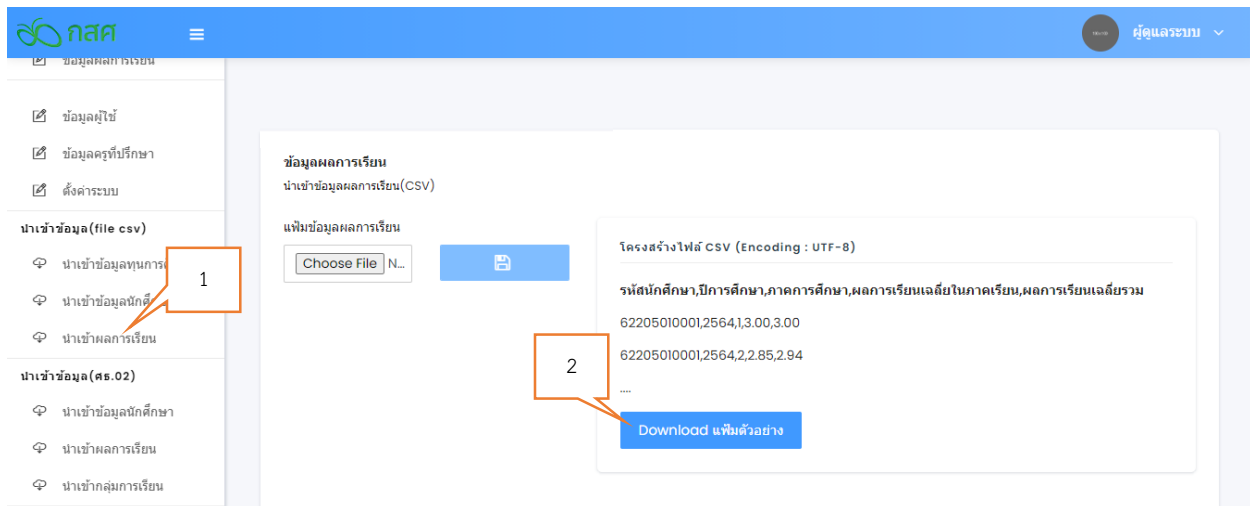 กสศ
ผู้ดูแลระบบ
ข้อมูลผลการเรียน
ข้อมูลผู้ใช้
ข้อมูลครูที่ปรึกษา
ตั้งค่าระบบ
นำเข้าข้อมูล(file csv)
นำเข้าข้อมูลทุนการ
นำเข้าข้อมูลนักศึ
นำเข้าผลการเรียน
1
นำเข้าข้อมูล(ศธ.02)
นำเข้าข้อมูลนักศึกษา
นำเข้าผลการเรียน
นำเข้ากลุ่มการเรียน
ข้อมูลผลการเรียน
นำเข้าข้อมูลผลการเรียน(CSV)
แฟ้มข้อมูลผลการเรียน
Choose File N...
โครงสร้างไฟล์ CSV (Encoding : UTF-8)
รหัสนักศึกษา,ปีการศึกษา,ภาคการศึกษา,ผลการเรียนเฉลี่ยในภาคเรียน,ผลการเรียนเฉลี่ยรวม
62205010001,2564,1,3.00,3.00
62205010001,2564,2,2.85,2.94
....
2
Download แฟ้มตัวอย่าง